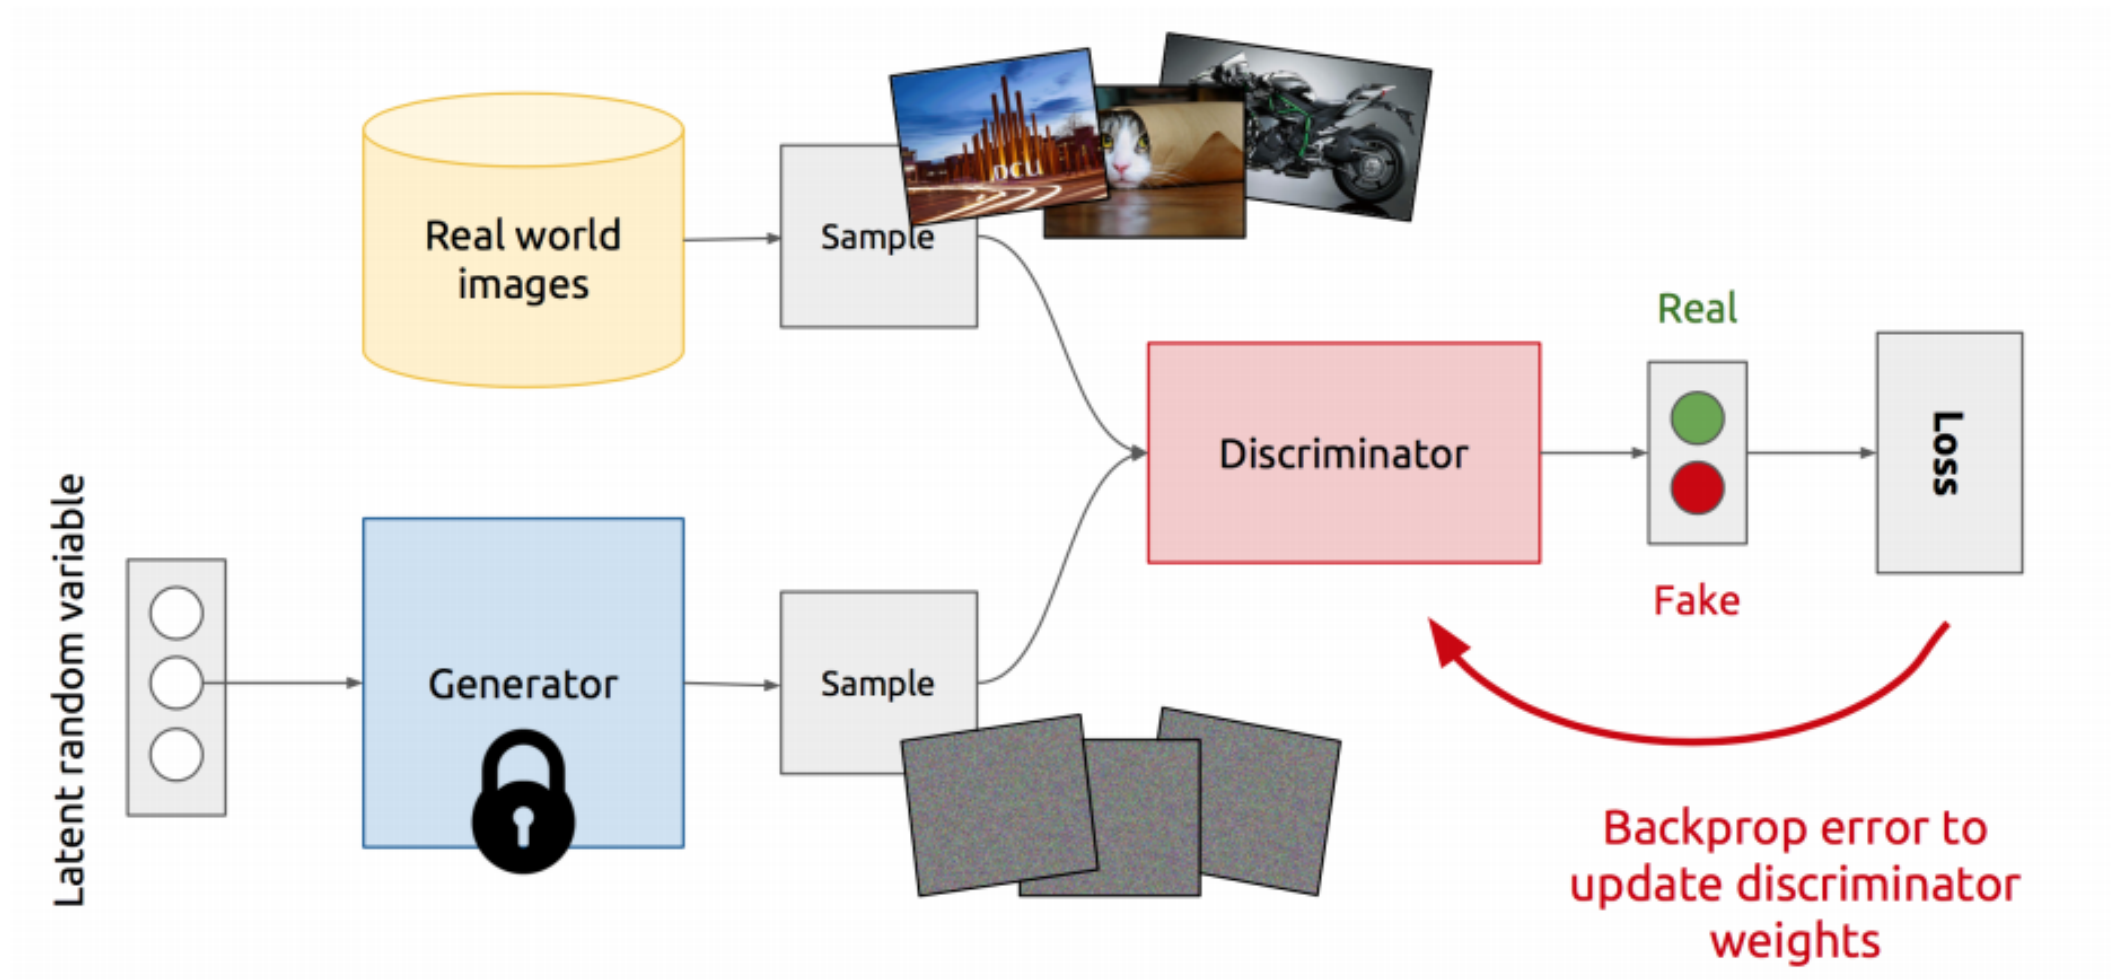 Real world
images
Sample
DCU
Latent random variable
Generator
Sample
Discriminator
Real
Fake
Loss
Backprop error to
update discriminator
weights